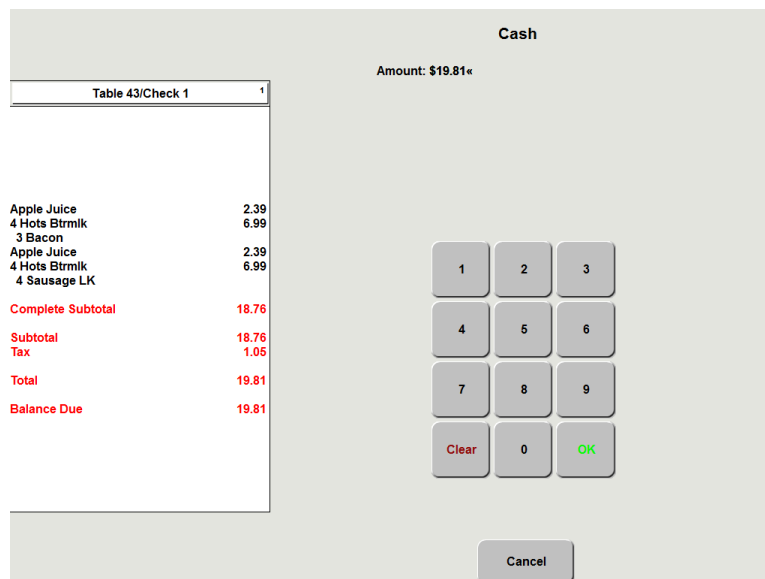 Cash
Amount: $19.81«
Table 43/Check 1 1
Apple Juice 2.39
4 Hots Btrmlk 6.99
3 Bacon
Apple Juice 2.39
4 Hots Btrmlk 6.99
4 Sausage LK
Complete Subtotal 18.76
Subtotal 18.76
Tax 1.05
Total 19.81
Balance Due 19.81
1 2 3
4 5 6
7 8 9
Clear 0 OK
Cancel